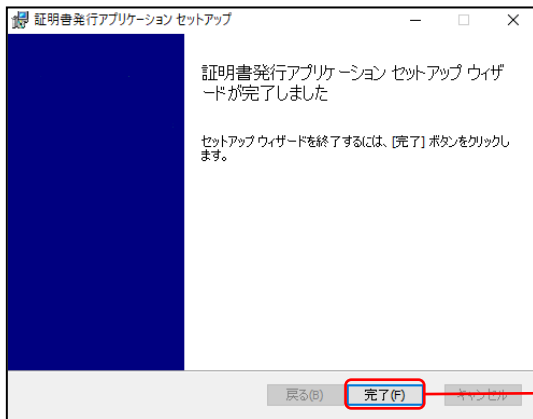 証明書発行アプリケーション セットアップ
証明書発行アプリケーション セットアップ ウィザ
ードが完了しました
セットアップ ウィザードを終了するには、[完了] ボタンをクリックし
ます。
戻る(B) 完了(F) キャンセル